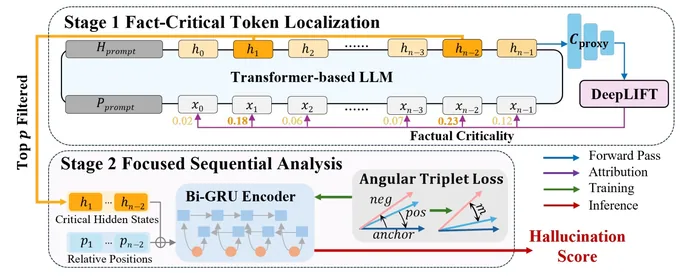 Stage 1 Fact-Critical Token Localization
H_prompt h_0 h_1 h_2 ...... h_{n-3} h_{n-2} h_{n-1} C_proxy
Transformer-based LLM
DeepLIFT
P_prompt x_0 x_1 x_2 ...... x_{n-3} x_{n-2} x_{n-1}
0.02 0.18 0.06 0.07 0.23 0.12
Factual Criticality
Top p Filtered
Stage 2 Focused Sequential Analysis
Forward Pass
Attribution
Training
Inference
h_1 ... h_{n-2}
Critical Hidden States
p_1 ... p_{n-2}
Relative Positions
Bi-GRU Encoder
Angular Triplet Loss
neg
pos
anchor
m
Hallucination
Score